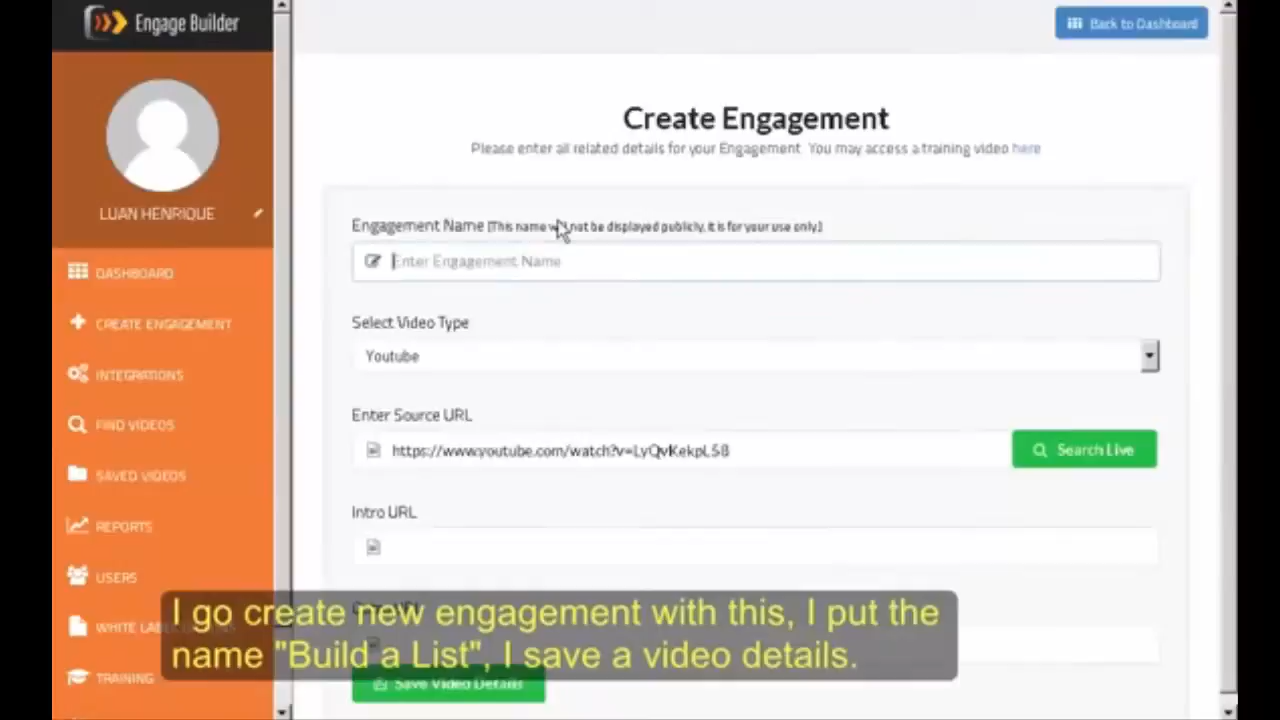 Engage Builder
Back to Dashboard
LUAN HENRIQUE
DASHBOARD
CREATE ENGAGEMENT
INTEGRATIONS
FIND VIDEOS
SAVED VIDEOS
REPORTS
USERS
WHITE
TRAINING
Create Engagement
Please enter all related details for your Engagement. You may access a training video here
Engagement Name [This name will not be displayed publicly, it is for your use only]
Enter Engagement Name
Select Video Type
Youtube
Enter Source URL
https://www.youtube.com/watch?v=LyQvKekpL58
Search Live
Intro URL
Save Video Details
I go create new engagement with this, I put the
name "Build a List", I save a video details.